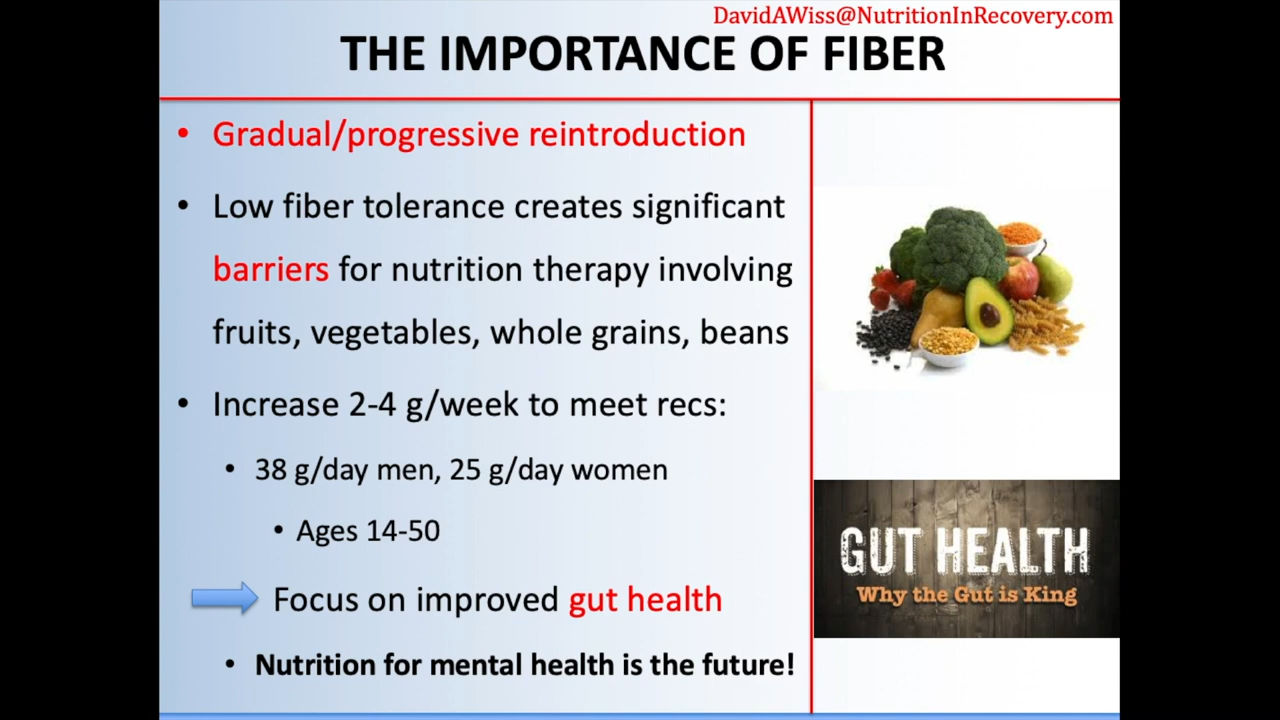 DavidAWiss@NutritionInRecovery.com
THE IMPORTANCE OF FIBER
• Gradual/progressive reintroduction
• Low fiber tolerance creates significant
barriers for nutrition therapy involving
fruits, vegetables, whole grains, beans
• Increase 2-4 g/week to meet recs:
• 38 g/day men, 25 g/day women
• Ages 14-50
Focus on improved gut health
• Nutrition for mental health is the future!
GUT HEALTH
Why the Gut is King